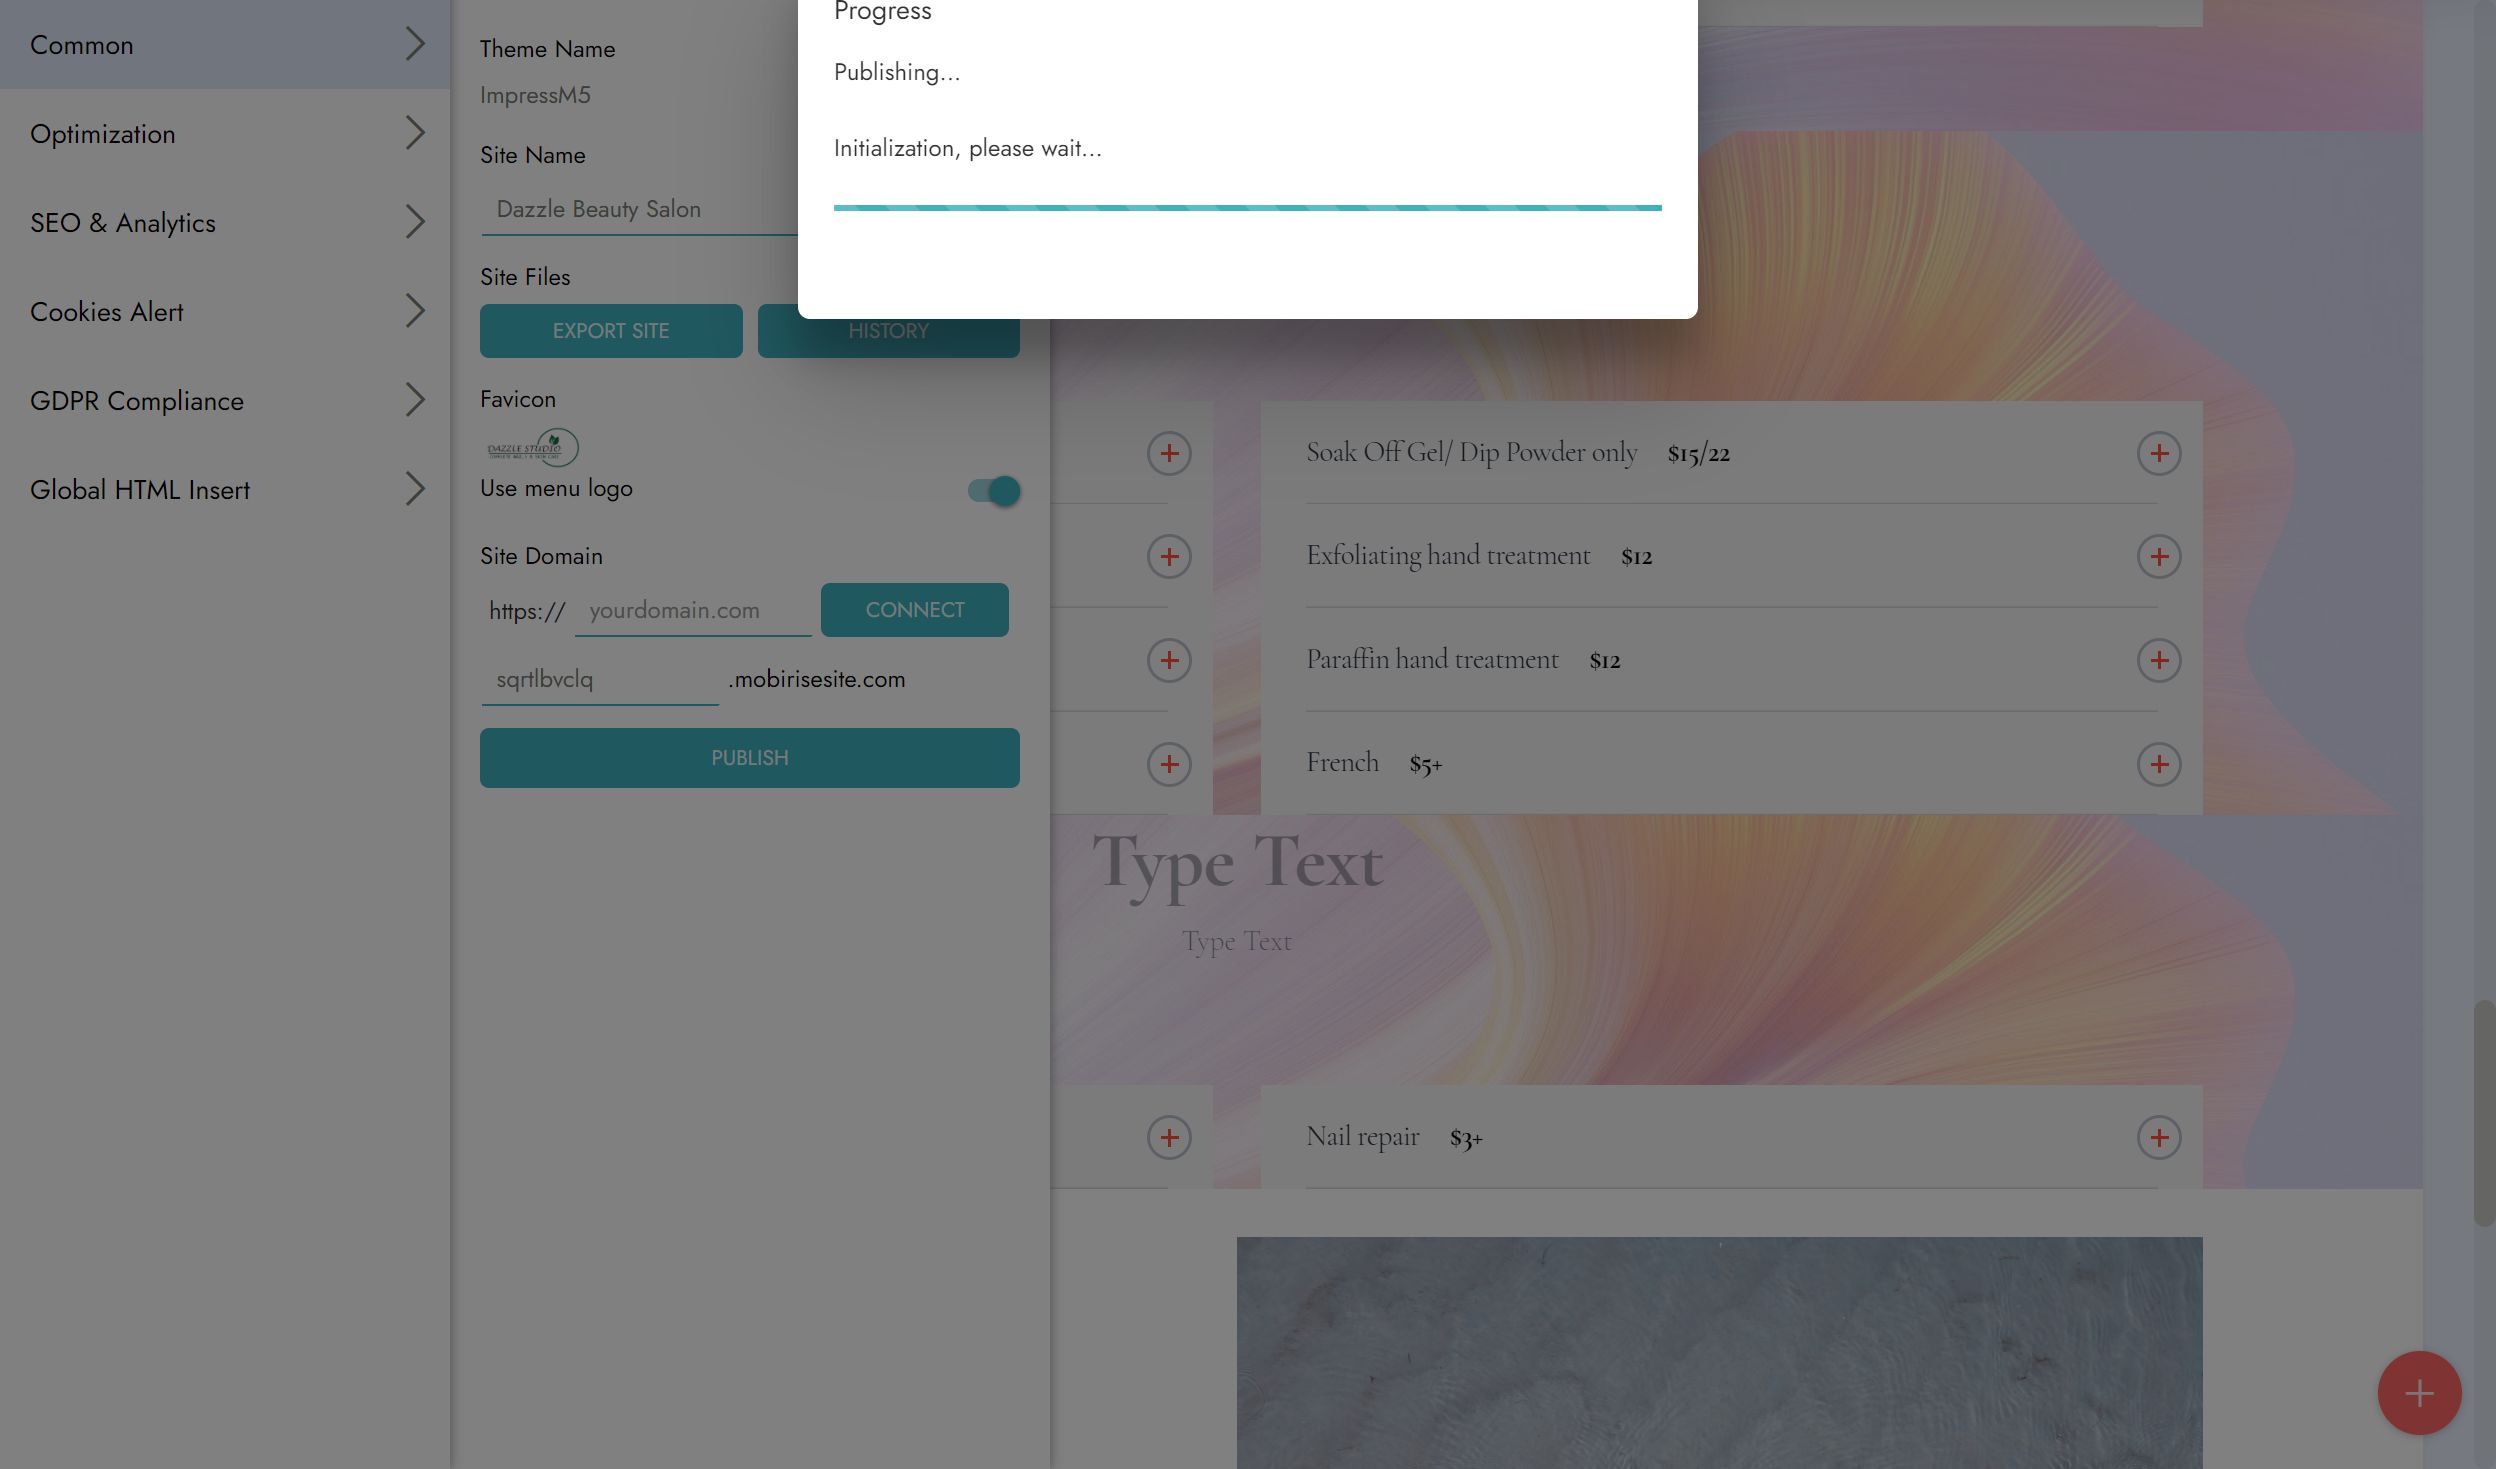 Common
Optimization
SEO & Analytics
Cookies Alert
GDPR Compliance
Global HTML Insert
Theme Name
ImpressM5
Site Name
Dazzle Beauty Salon
Site Files
EXPORT SITE
HISTORY
Favicon
DAZZLE STUDIO
Use menu logo
Site Domain
https://
yourdomain.com
CONNECT
sqrtlbvclq
.mobirisesite.com
PUBLISH
Progress
Publishing...
Initialization, please wait...
Soak Off Gel/ Dip Powder only $15/22
Exfoliating hand treatment $12
Paraffin hand treatment $12
French $5+
Type Text
Type Text
Nail repair $3+